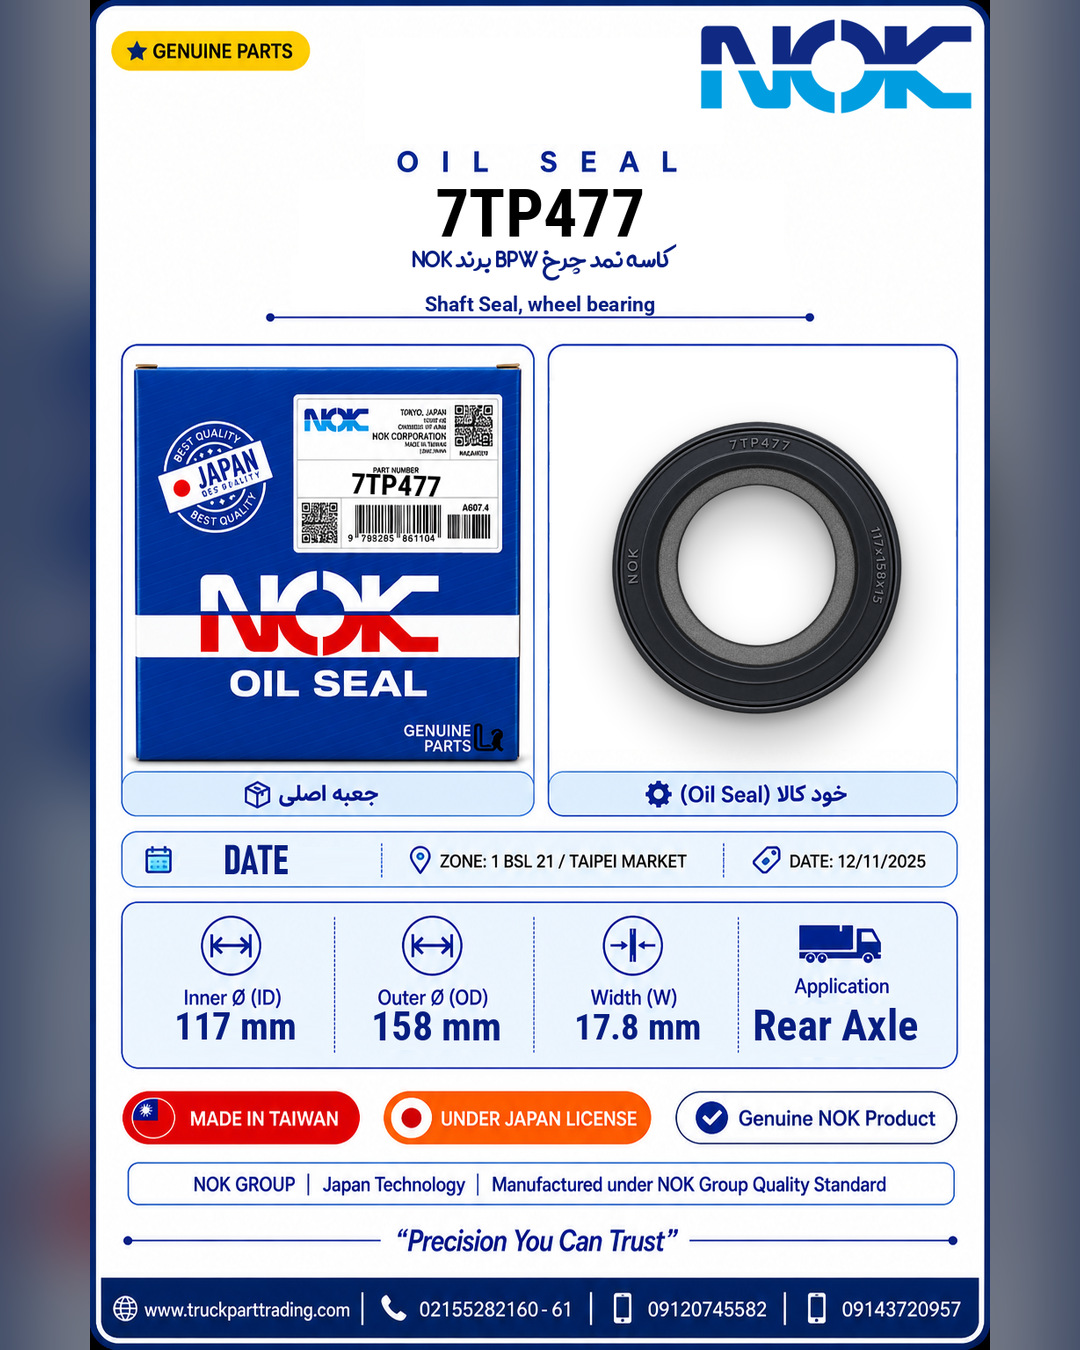 GENUINE PARTS
NOK
OIL SEAL
7TP477
کاسه نمد چرخ BPW برند NOK
Shaft Seal, wheel bearing
BEST QUALITY
JAPAN
BEST QUALITY
NOK
TOKYO, JAPAN
NOK CORPORATION
PART NUMBER
7TP477
A607.4
9 798285 861104
NOK
OIL SEAL
GENUINE
PARTS
7TP477
NOK
117x158x15
جعبه اصلی
خود کالا (Oil Seal)
DATE
ZONE: 1 BSL 21 / TAIPEI MARKET
DATE: 12/11/2025
Inner Ø (ID)
117 mm
Outer Ø (OD)
158 mm
Width (W)
17.8 mm
Application
Rear Axle
MADE IN TAIWAN
UNDER JAPAN LICENSE
Genuine NOK Product
NOK GROUP | Japan Technology | Manufactured under NOK Group Quality Standard
“Precision You Can Trust”
www.truckparttrading.com | 02155282160 - 61 | 09120745582 | 09143720957